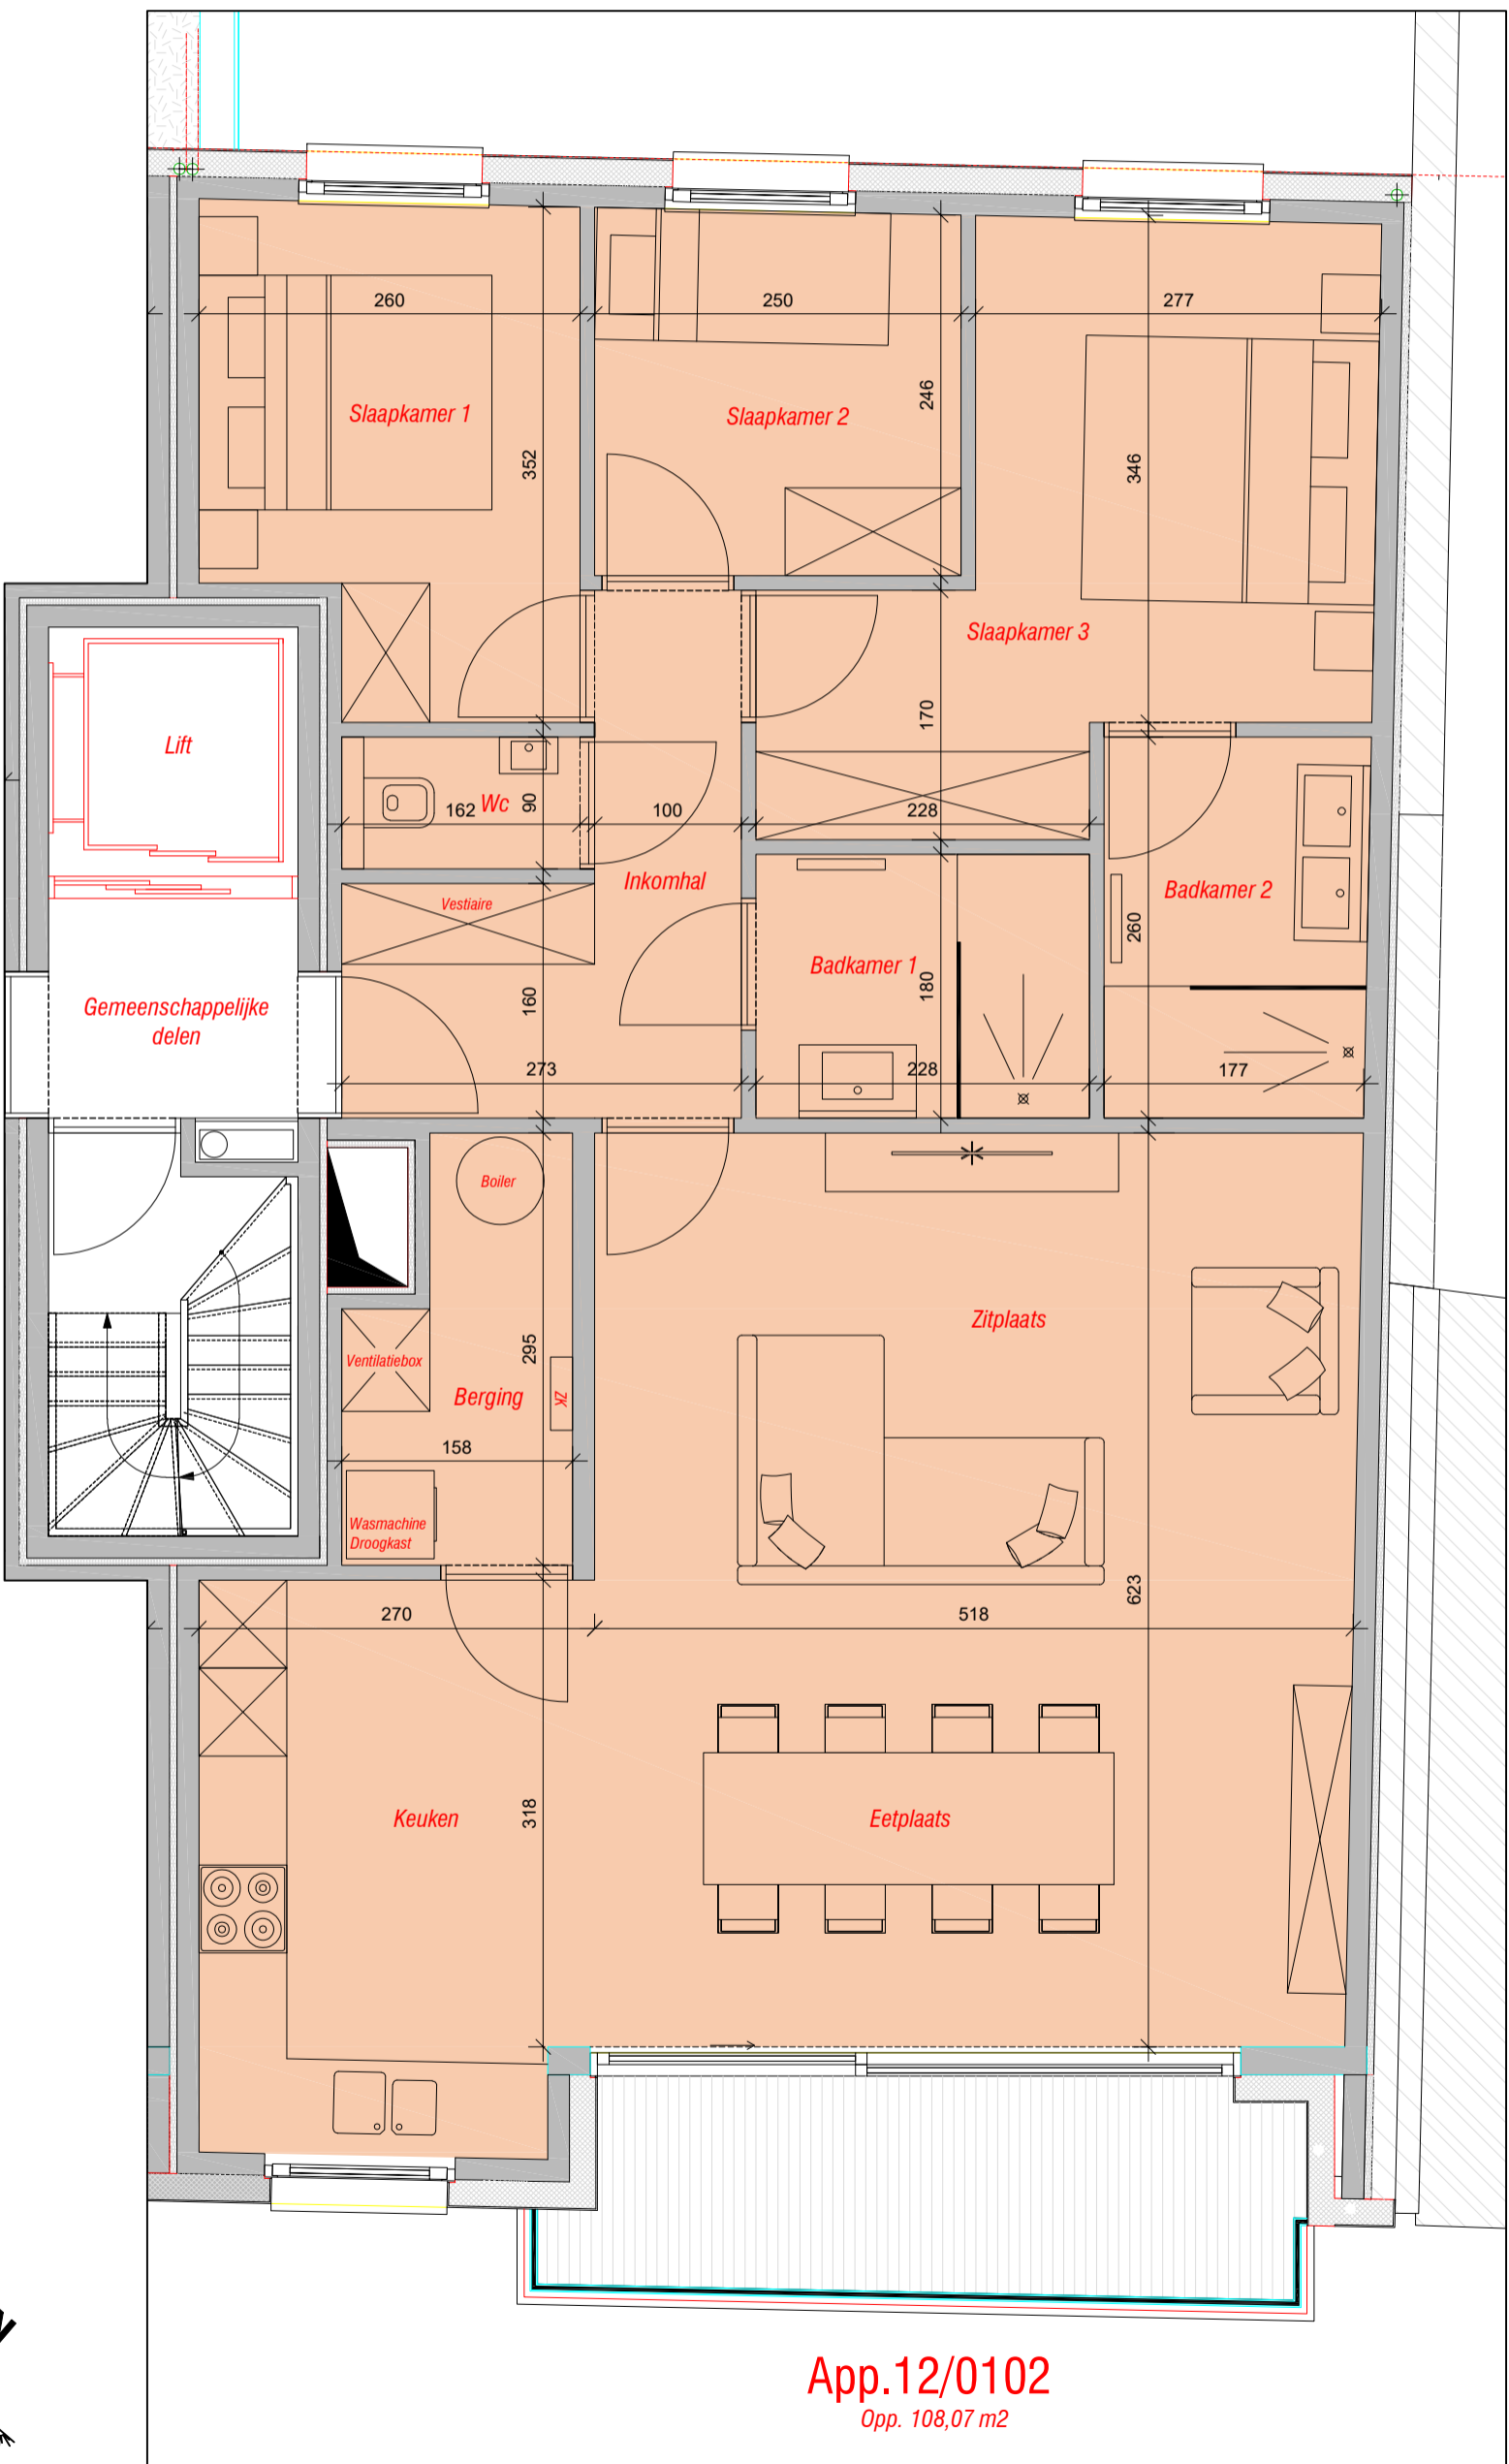 260
250
277
Slaapkamer 1
Slaapkamer 2
246
352
346
Slaapkamer 3
Lift
170
162
Wc
90
100
228
Inkomhal
Badkamer 2
Vestiaire
260
Badkamer 1
180
160
Gemeenschappelijke
delen
273
228
177
Boiler
Zitplaats
295
Ventilatiebox
Berging
ZK
158
Wasmachine
Droogkast
623
270
518
Keuken
318
Eetplaats
App.12/0102
Opp. 108,07 m2